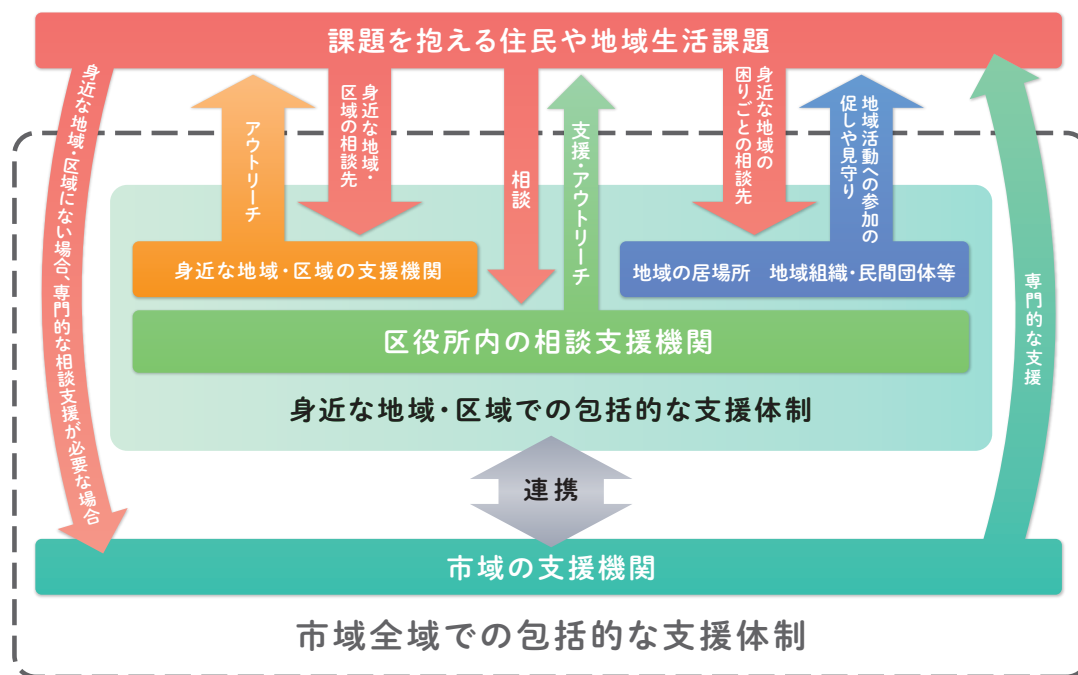 課題を抱える住民や地域生活課題
身近な地域・区域にない場合、専門的な相談支援が必要な場合
アウトリーチ
身近な地域・
区域の相談先
相談
支援・アウトリーチ
身近な地域の
困りごとの相談先
地域活動への参加の
促しや見守り
専門的な支援
身近な地域・区域の支援機関
地域の居場所　地域組織・民間団体等
区役所内の相談支援機関
身近な地域・区域での包括的な支援体制
連携
市域の支援機関
市域全域での包括的な支援体制